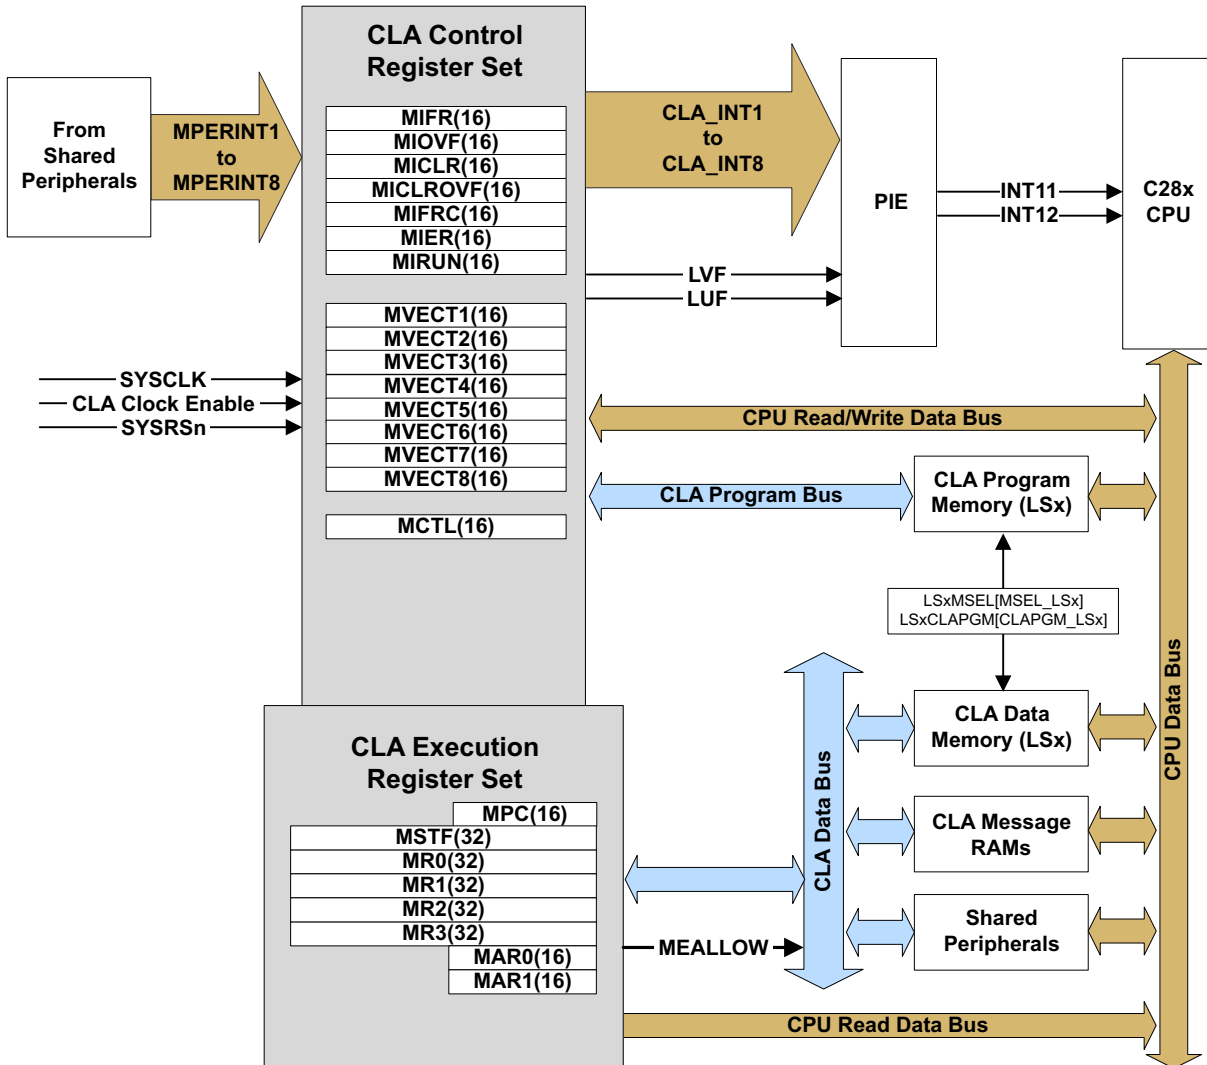 CLA Control
Register Set
From
Shared
Peripherals
MPERINT1
to
MPERINT8
MIFR(16)
MIOVF(16)
MICLR(16)
MICLROVF(16)
MIFRC(16)
MIER(16)
MIRUN(16)
CLA_INT1
to
CLA_INT8
LVF
LUF
PIE
INT11
INT12
C28x
CPU
MVECT1(16)
MVECT2(16)
MVECT3(16)
MVECT4(16)
MVECT5(16)
MVECT6(16)
MVECT7(16)
MVECT8(16)
SYSCLK
CLA Clock Enable
SYSRSn
CPU Read/Write Data Bus
CLA Program Bus
CLA Program
Memory (LSx)
MCTL(16)
LSxMSEL[MSEL_LSx]
LSxCLAPGM[CLAPGM_LSx]
CLA Data
Memory (LSx)
CPU Data Bus
CLA Data Bus
CLA Message
RAMs
Shared
Peripherals
CLA Execution
Register Set
MPC(16)
MSTF(32)
MR0(32)
MR1(32)
MR2(32)
MR3(32)
MAR0(16)
MAR1(16)
MEALLOW
CPU Read Data Bus